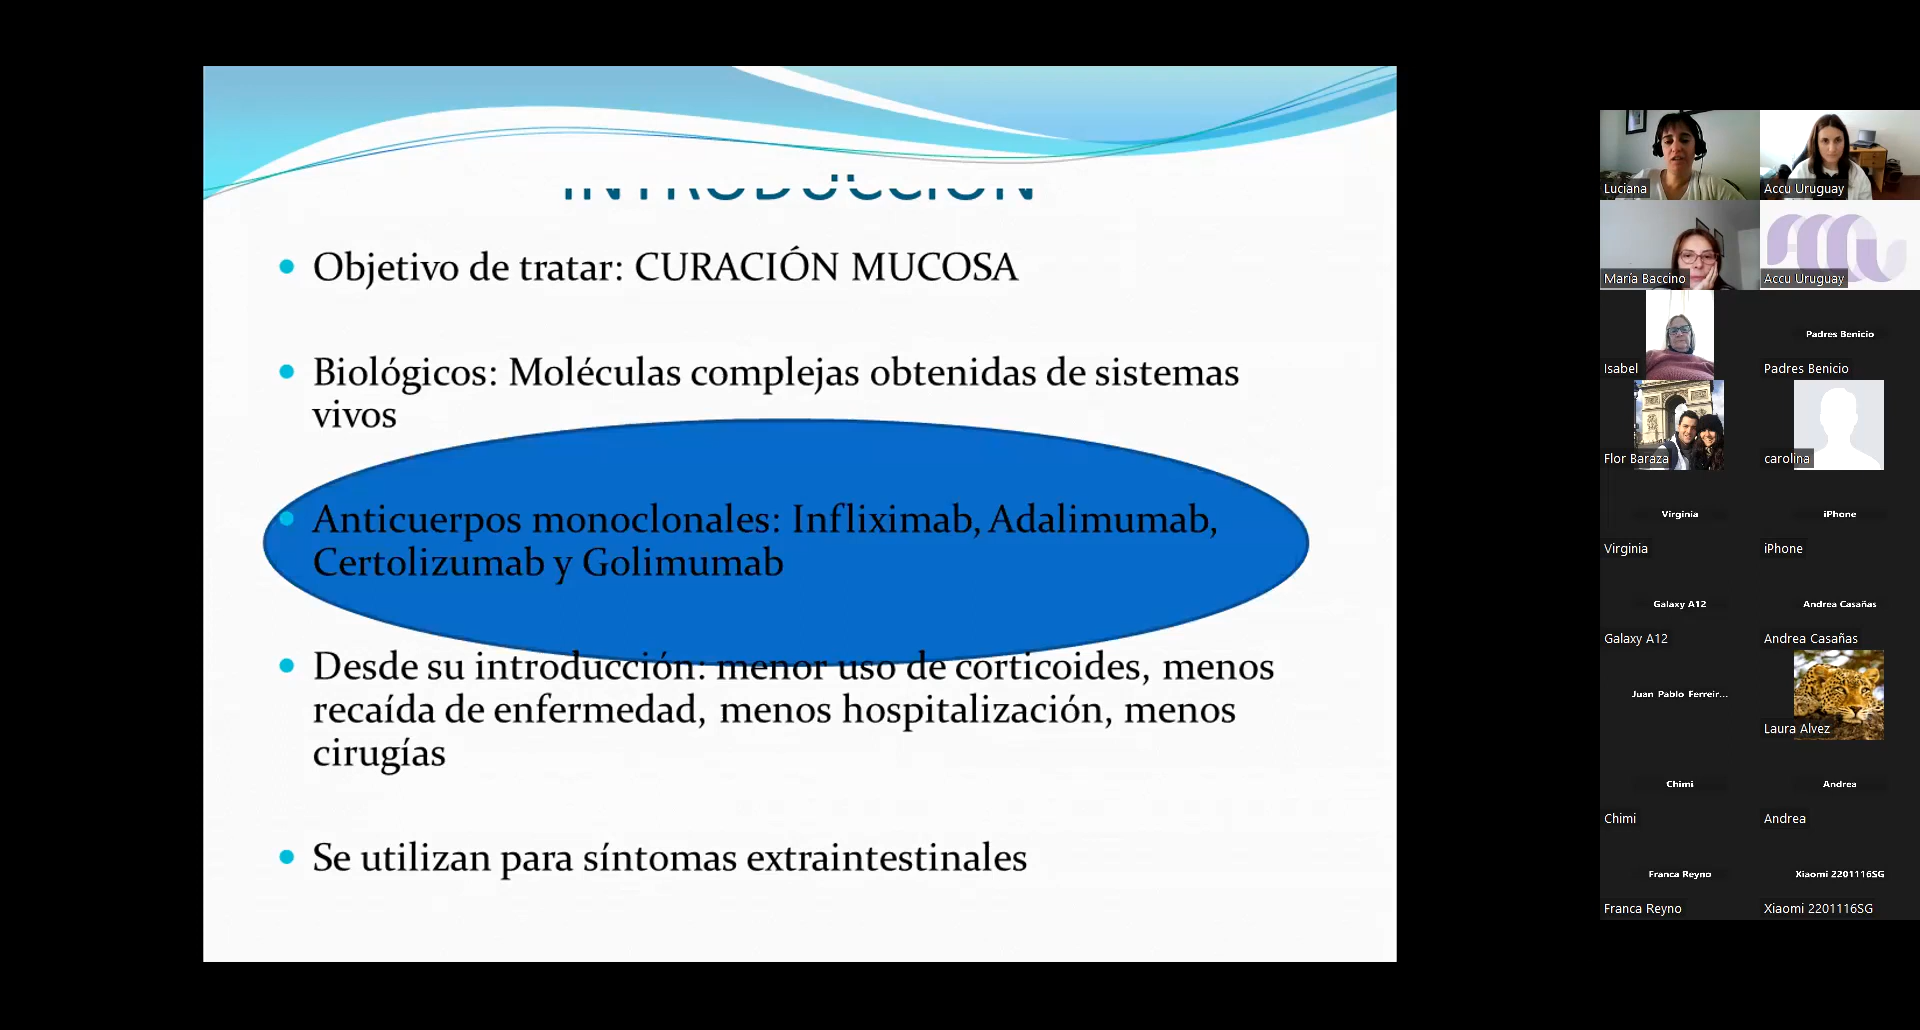 INTRODUCCIÓN
Objetivo de tratar: CURACIÓN MUCOSA
Biológicos: Moléculas complejas obtenidas de sistemas
vivos
Anticuerpos monoclonales: Infliximab, Adalimumab,
Certolizumab y Golimumab
Desde su introducción: menor uso de corticoides, menos
recaída de enfermedad, menos hospitalización, menos
cirugías
Se utilizan para síntomas extraintestinales
Luciana
Accu Uruguay
María Baccino
Accu Uruguay
Padres Benicio
Isabel
Padres Benicio
Flor Baraza
carolina
Virginia
iPhone
Virginia
iPhone
Galaxy A12
Andrea Casañas
Galaxy A12
Andrea Casañas
Juan Pablo Ferreir...
Laura Alvez
Chimi
Andrea
Chimi
Andrea
Franca Reyno
Xiaomi 2201116SG
Franca Reyno
Xiaomi 2201116SG